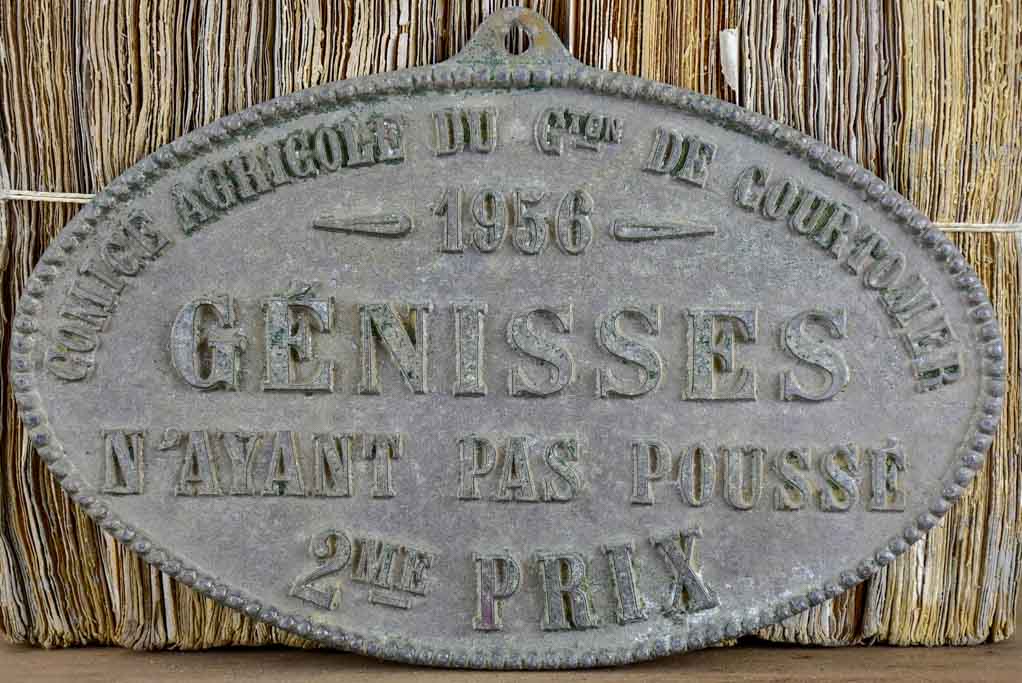 COMICE AGRICOLE DU Cton DE COURTOMER
1956
GÉNISSES
N'AYANT PAS POUSSÉ
2ME PRIX